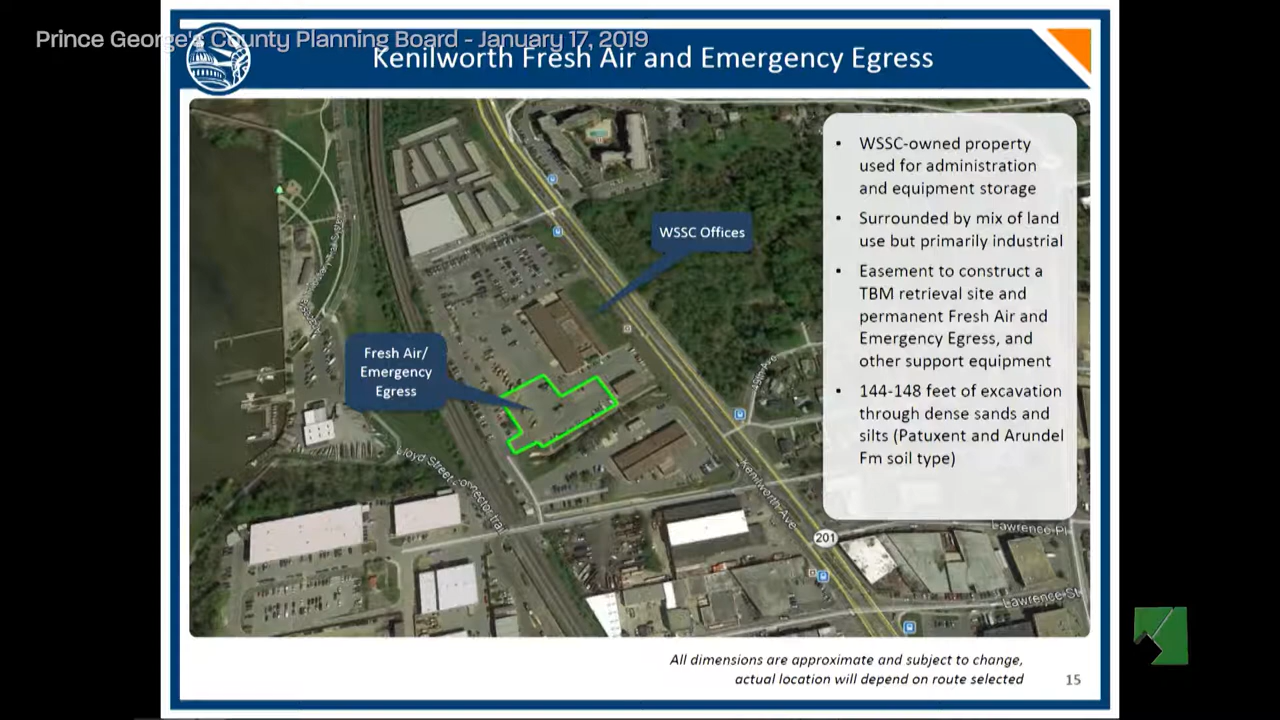 Prince George's County Planning Board - January 17, 2019
Kenilworth Fresh Air and Emergency Egress
WSSC Offices
Fresh Air/
Emergency
Egress
• WSSC-owned property
used for administration
and equipment storage
• Surrounded by mix of land
use but primarily industrial
• Easement to construct a
TBM retrieval site and
permanent Fresh Air and
Emergency Egress, and
other support equipment
• 144-148 feet of excavation
through dense sands and
silts (Patuxent and Arundel
Fm soil type)
Lloyd Street Connector trail
Kenilworth Ave
201
Lawrence Pl
Lawrence St
All dimensions are approximate and subject to change,
actual location will depend on route selected
15